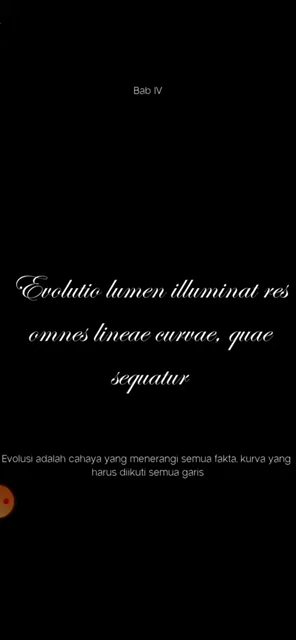 Bab IV
Evolutio lumen illuminat res
omnes lineae curvae, quae
sequatur
Evolusi adalah cahaya yang menerangi semua fakta, kurva yang
harus diikuti semua garis